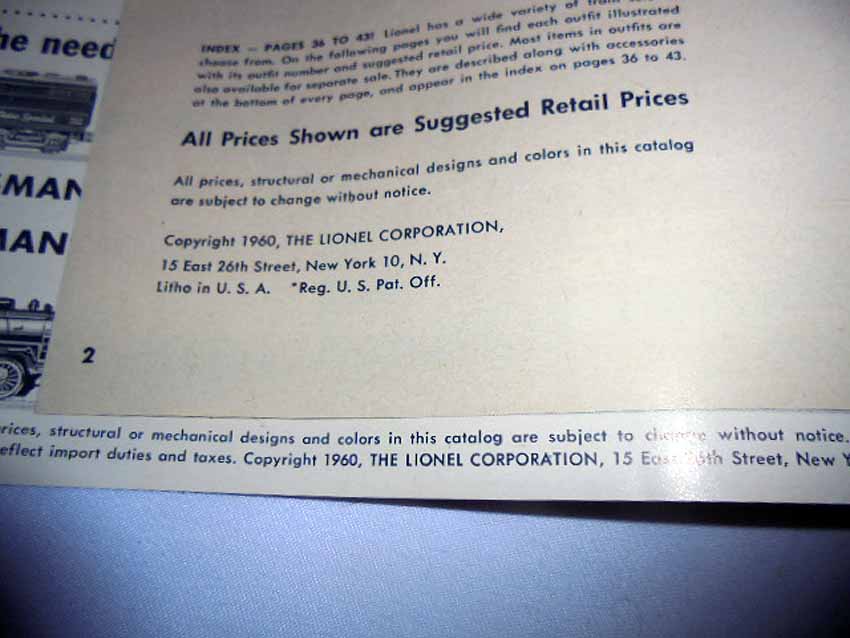 he need
SMAN
MAN
INDEX — PAGES 36 TO 43! Lionel has a wide variety of train
choose from. On the following pages you will find each outfit illustrated
with its outfit number and suggested retail price. Most items in outfits are
also available for separate sale. They are described along with accessories
at the bottom of every page, and appear in the index on pages 36 to 43.
All Prices Shown are Suggested Retail Prices
All prices, structural or mechanical designs and colors in this catalog
are subject to change without notice.
Copyright 1960, THE LIONEL CORPORATION,
15 East 26th Street, New York 10, N. Y.
Litho in U. S. A. *Reg. U. S. Pat. Off.
2
rices, structural or mechanical designs and colors in this catalog are subject to change without notice.
eflect import duties and taxes. Copyright 1960, THE LIONEL CORPORATION, 15 East 26th Street, New Y